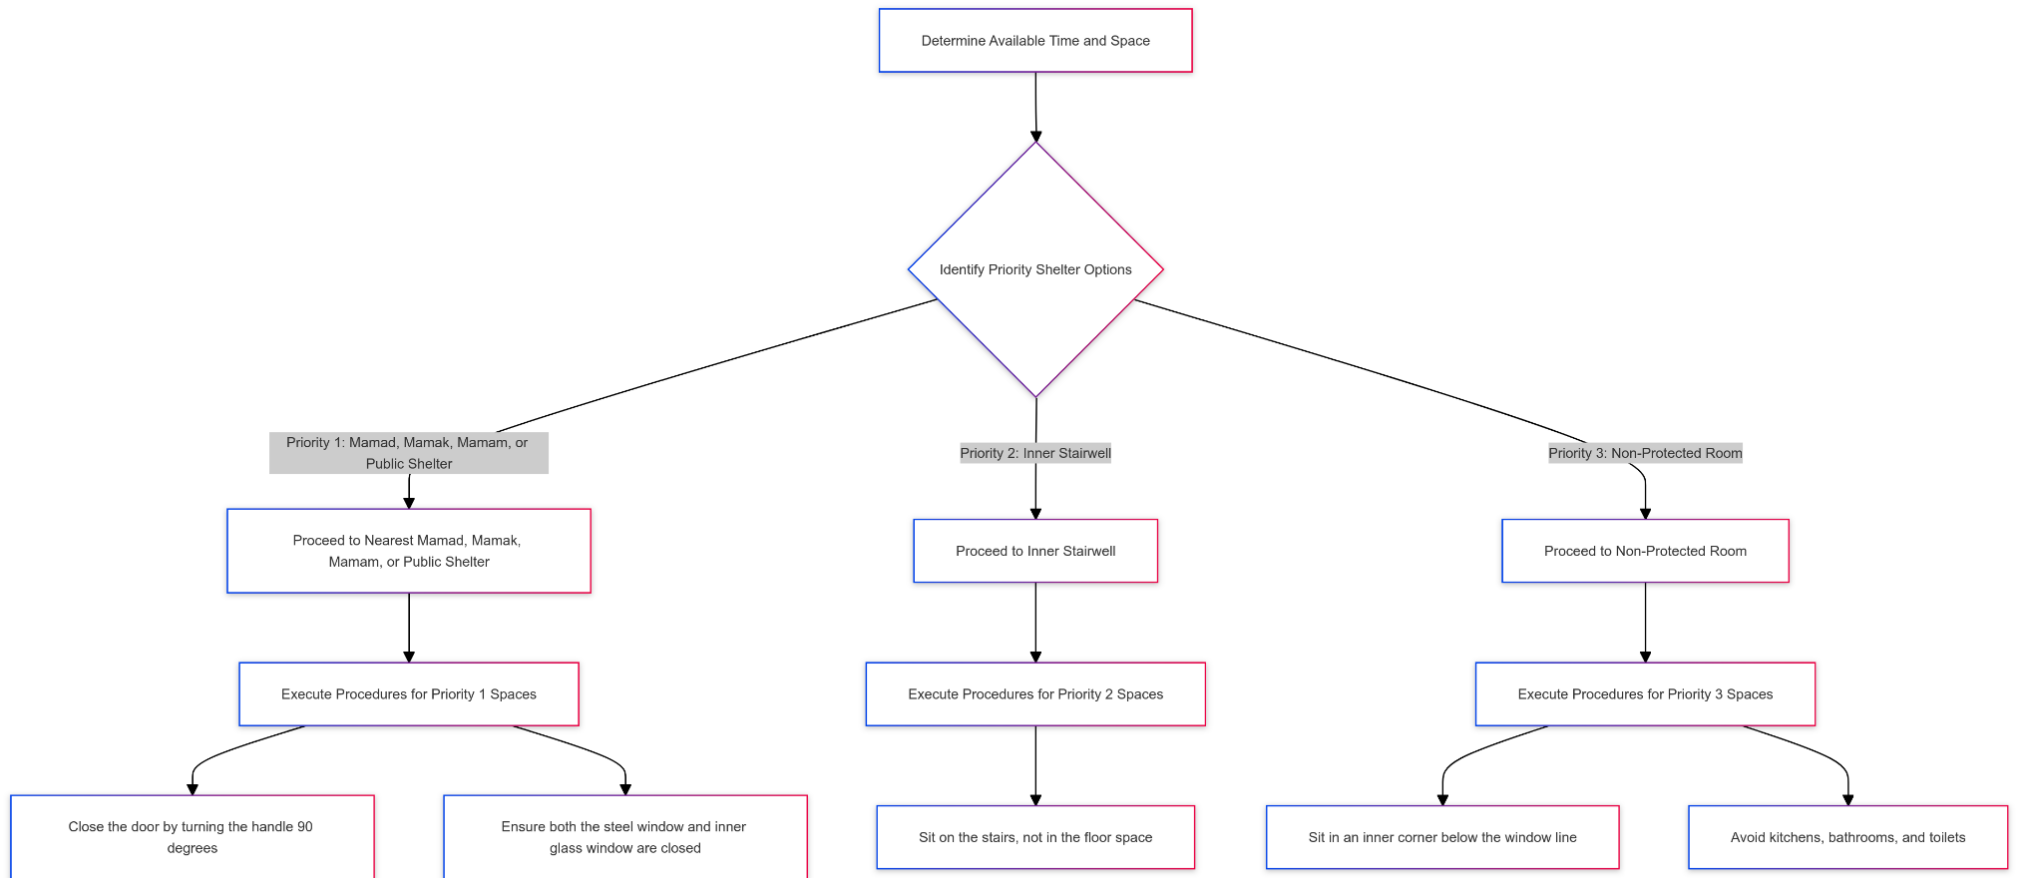 Determine Available Time and Space
Identify Priority Shelter Options
Priority 1: Mamad, Mamak, Mamam, or
Public Shelter
Priority 2: Inner Stairwell
Priority 3: Non-Protected Room
Proceed to Nearest Mamad, Mamak,
Mamam, or Public Shelter
Proceed to Inner Stairwell
Proceed to Non-Protected Room
Execute Procedures for Priority 1 Spaces
Execute Procedures for Priority 2 Spaces
Execute Procedures for Priority 3 Spaces
Close the door by turning the handle 90
degrees
Ensure both the steel window and inner
glass window are closed
Sit on the stairs, not in the floor space
Sit in an inner corner below the window line
Avoid kitchens, bathrooms, and toilets